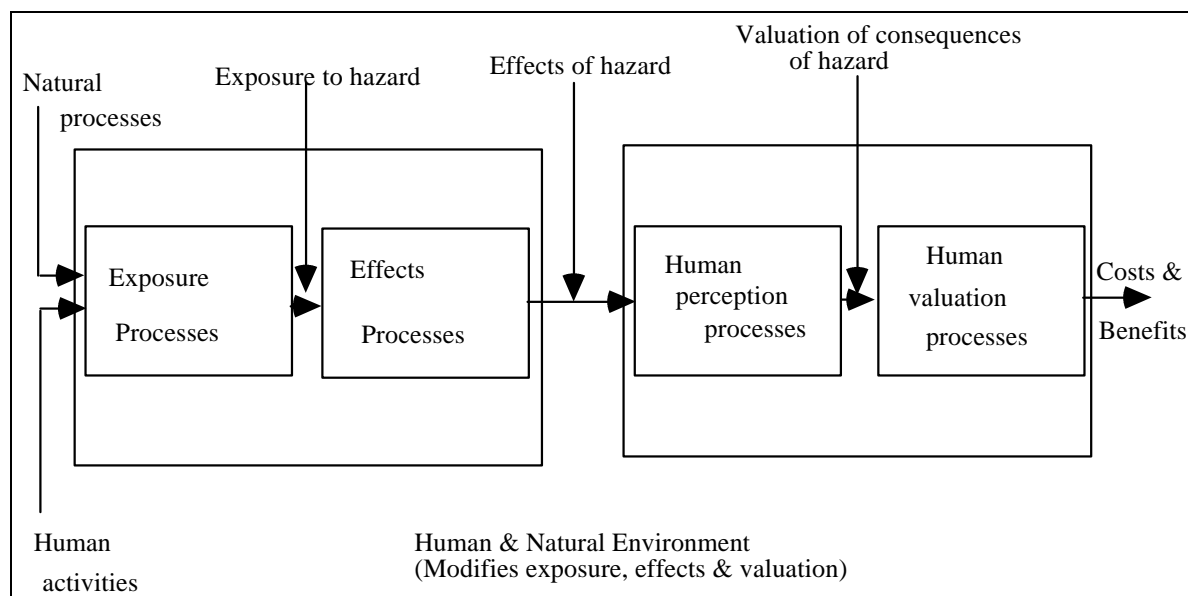 Natural
processes
Exposure to hazard
Effects of hazard
Valuation of consequences
of hazard
Exposure
Processes
Effects
Processes
Human
perception
processes
Human
valuation
processes
Costs &
Benefits
Human
activities
Human & Natural Environment
(Modifies exposure, effects & valuation)